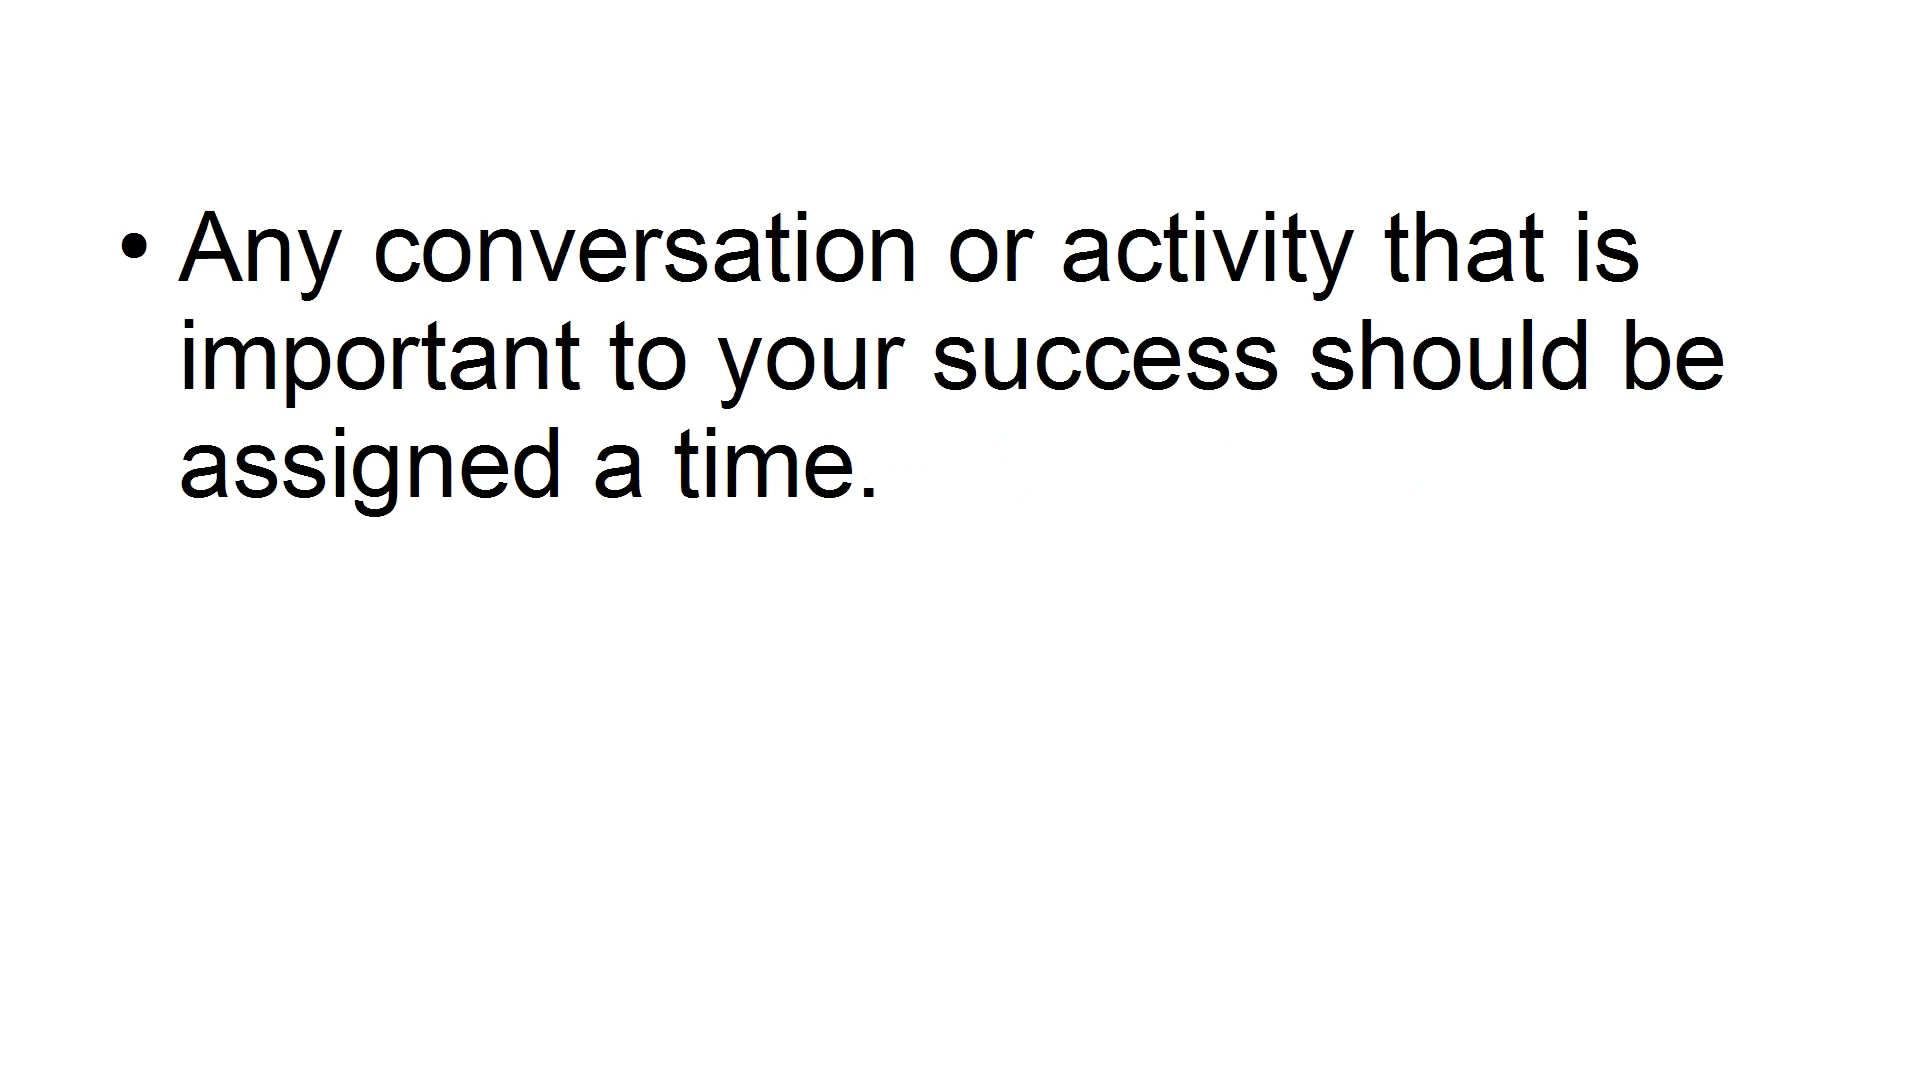 • Any conversation or activity that is
important to your success should be
assigned a time.